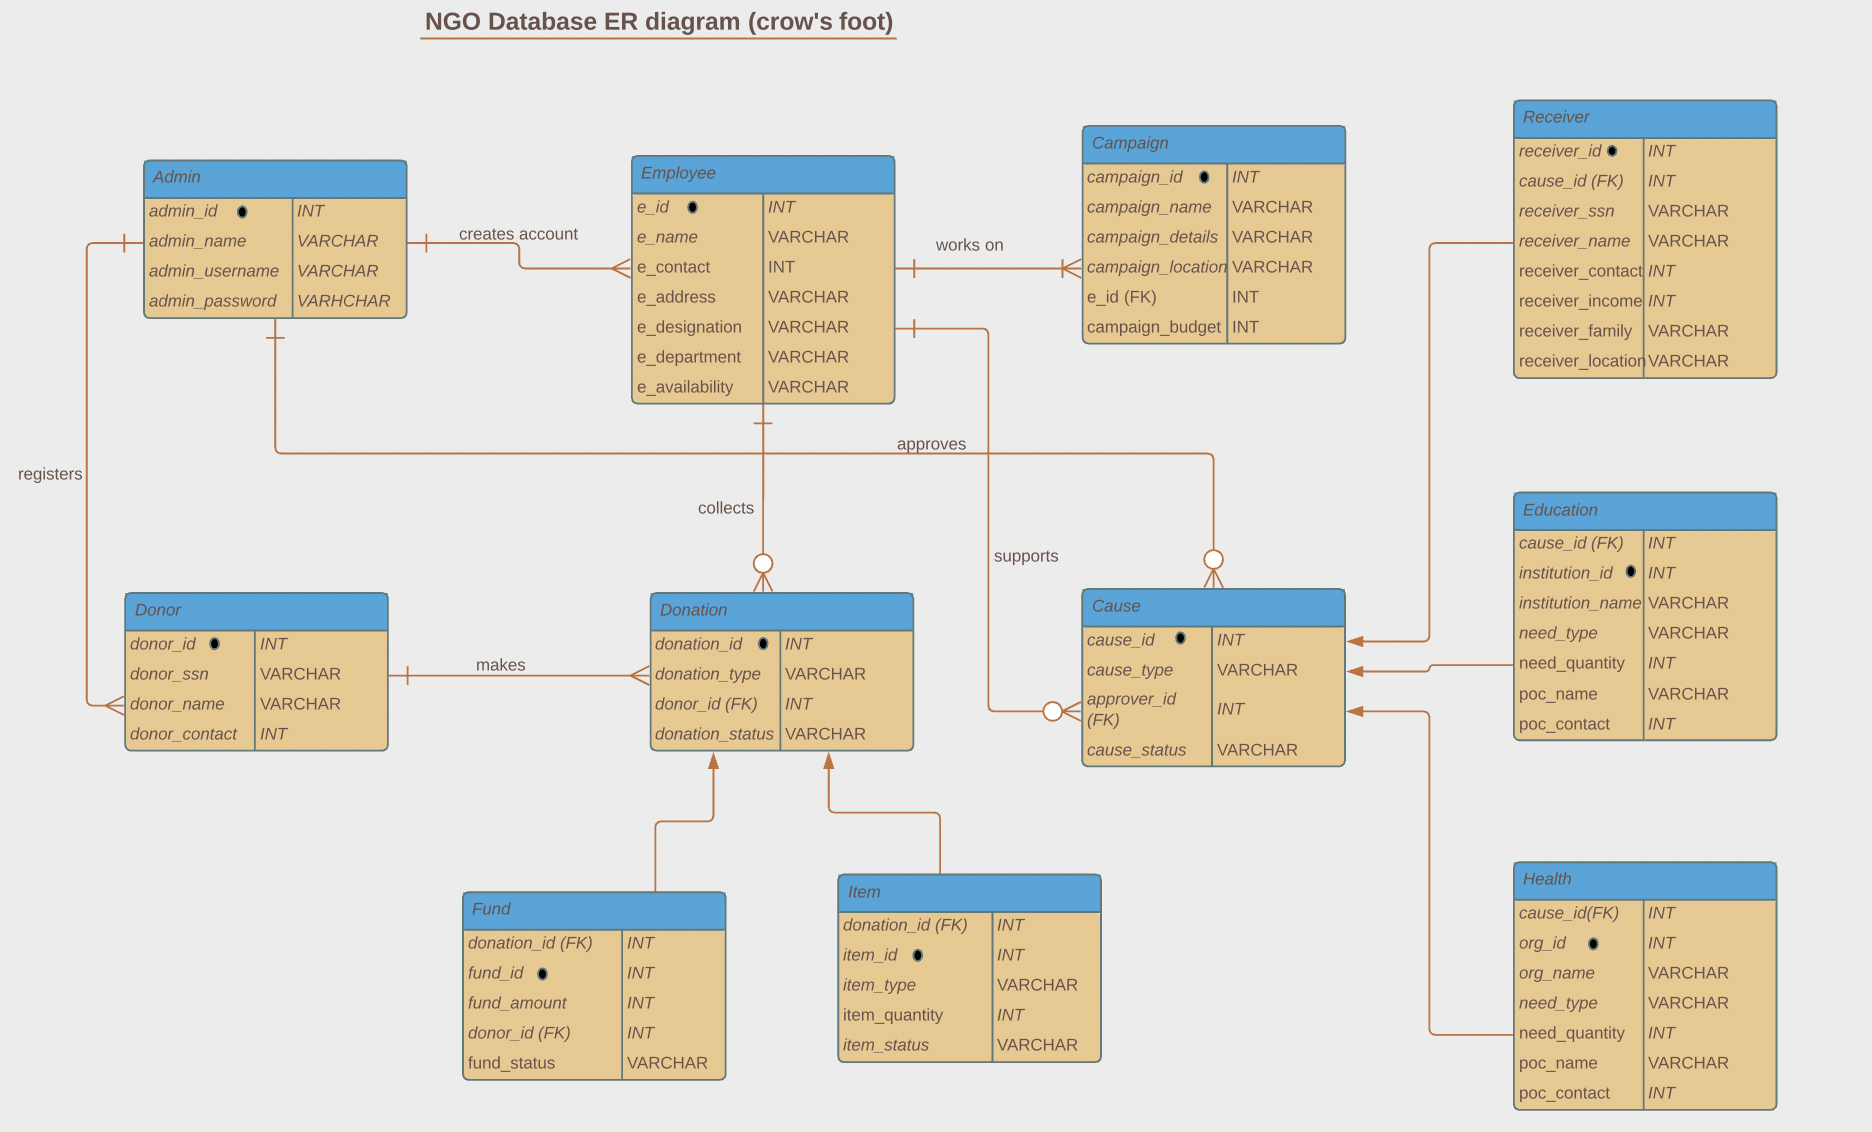 NGO Database ER diagram (crow's foot)
Admin
admin_id INT
admin_name VARCHAR
admin_username VARCHAR
admin_password VARHCHAR
creates account
Employee
e_id INT
e_name VARCHAR
e_contact INT
e_address VARCHAR
e_designation VARCHAR
e_department VARCHAR
e_availability VARCHAR
works on
Campaign
campaign_id INT
campaign_name VARCHAR
campaign_details VARCHAR
campaign_location VARCHAR
e_id (FK) INT
campaign_budget INT
Receiver
receiver_id INT
cause_id (FK) INT
receiver_ssn VARCHAR
receiver_name VARCHAR
receiver_contact INT
receiver_income INT
receiver_family VARCHAR
receiver_location VARCHAR
registers
approves
collects
supports
Donor
donor_id INT
donor_ssn VARCHAR
donor_name VARCHAR
donor_contact INT
makes
Donation
donation_id INT
donation_type VARCHAR
donor_id (FK) INT
donation_status VARCHAR
Cause
cause_id INT
cause_type VARCHAR
approver_id
(FK) INT
cause_status VARCHAR
Education
cause_id (FK) INT
institution_id INT
institution_name VARCHAR
need_type VARCHAR
need_quantity INT
poc_name VARCHAR
poc_contact INT
Fund
donation_id (FK) INT
fund_id INT
fund_amount INT
donor_id (FK) INT
fund_status VARCHAR
Item
donation_id (FK) INT
item_id INT
item_type VARCHAR
item_quantity INT
item_status VARCHAR
Health
cause_id(FK) INT
org_id INT
org_name VARCHAR
need_type VARCHAR
need_quantity INT
poc_name VARCHAR
poc_contact INT